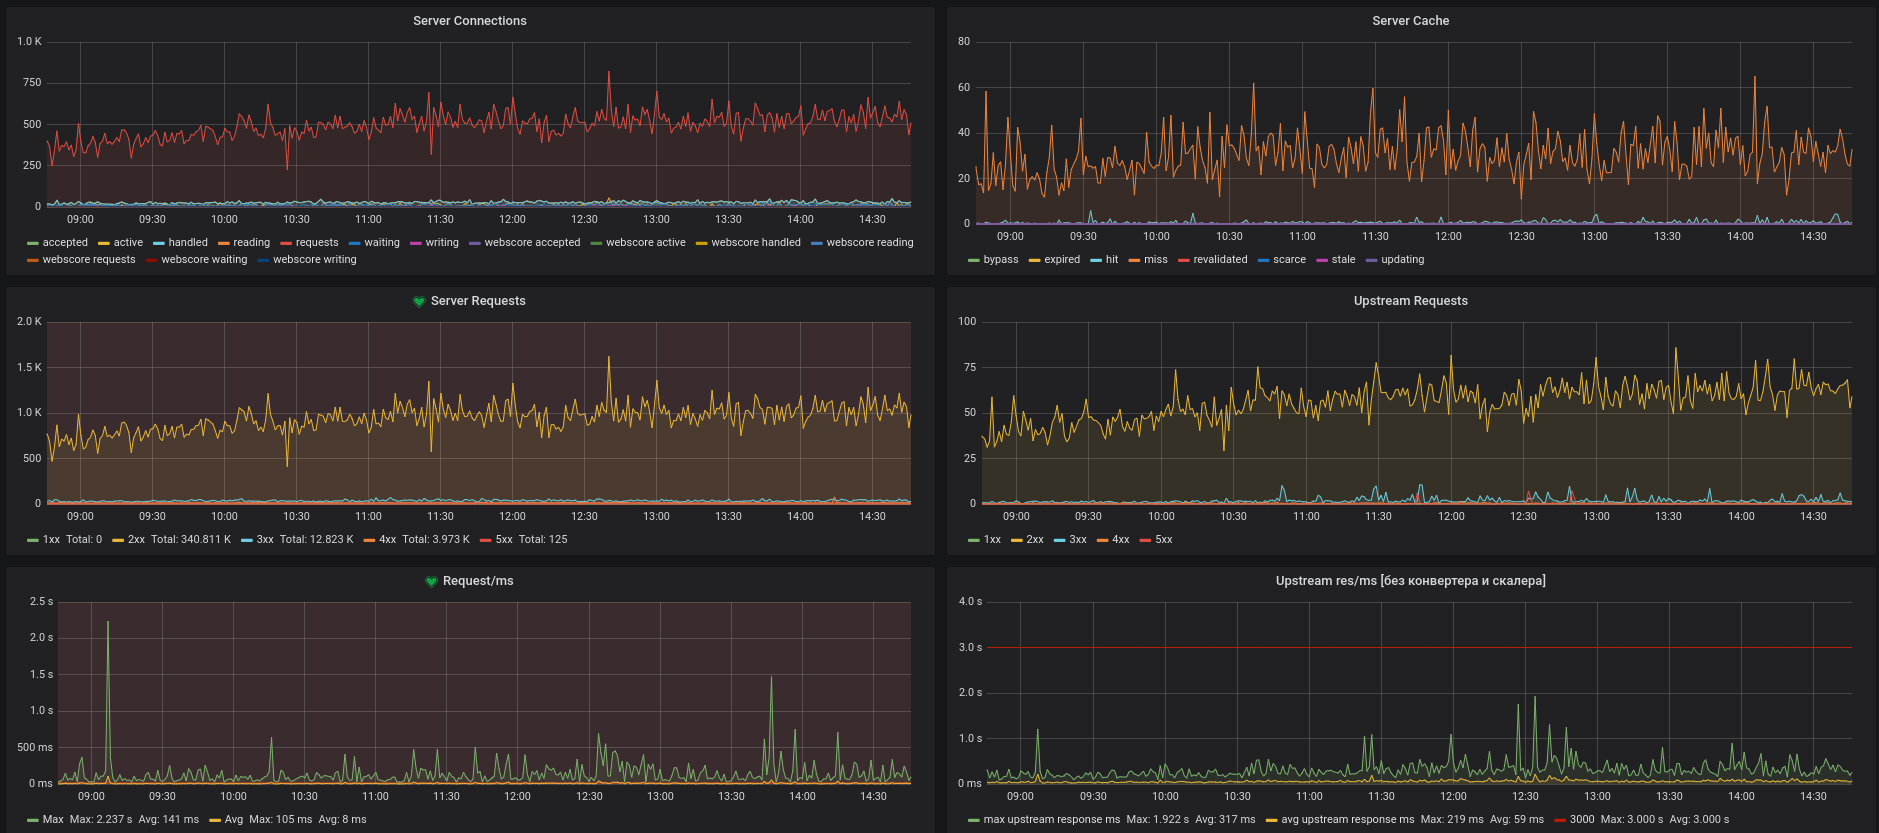 Server Connections
1.0 K
750
500
250
0
09:00 09:30 10:00 10:30 11:00 11:30 12:00 12:30 13:00 13:30 14:00 14:30
accepted active handled reading requests waiting writing webscore accepted webscore active webscore handled webscore reading
webscore requests webscore waiting webscore writing
Server Cache
80
60
40
20
0
09:00 09:30 10:00 10:30 11:00 11:30 12:00 12:30 13:00 13:30 14:00 14:30
bypass expired hit miss revalidated scarce stale updating
Server Requests
2.0 K
1.5 K
1.0 K
500
0
09:00 09:30 10:00 10:30 11:00 11:30 12:00 12:30 13:00 13:30 14:00 14:30
1xx Total: 0 2xx Total: 340.811 K 3xx Total: 12.823 K 4xx Total: 3.973 K 5xx Total: 125
Upstream Requests
100
75
50
25
0
09:00 09:30 10:00 10:30 11:00 11:30 12:00 12:30 13:00 13:30 14:00 14:30
1xx 2xx 3xx 4xx 5xx
Request/ms
2.5 s
2.0 s
1.5 s
1.0 s
500 ms
0 ms
09:00 09:30 10:00 10:30 11:00 11:30 12:00 12:30 13:00 13:30 14:00 14:30
Max Max: 2.237 s Avg: 141 ms Avg Max: 105 ms Avg: 8 ms
Upstream res/ms [без конвертера и скалера]
4.0 s
3.0 s
2.0 s
1.0 s
0 ms
09:00 09:30 10:00 10:30 11:00 11:30 12:00 12:30 13:00 13:30 14:00 14:30
max upstream response ms Max: 1.922 s Avg: 317 ms avg upstream response ms Max: 219 ms Avg: 59 ms 3000 Max: 3.000 s Avg: 3.000 s